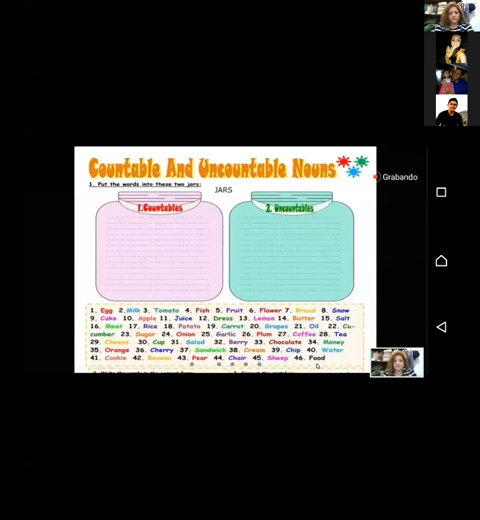 Countable And Uncountable Nouns
1. Put the words into these two jars:
JARS
Grabando
1.Countables
2. Uncountables
1. Egg 2.Milk 3. Tomato 4. Fish 5. Fruit 6. Flower 7. Bread 8. Snow
9. Cake 10. Apple 11. Juice 12. Dress 13. Lemon 14. Butter 15. Salt
16. Meat 17. Rice 18. Potato 19. Carrot 20. Grapes 21. Oil 22. Cu-
cumber 23. Sugar 24. Onion 25. Garlic 26. Plum 27. Coffee 28. Tea
29. Cheese 30. Cup 31. Salad 32. Berry 33. Chocolate 34. Money
35. Orange 36. Cherry 37. Sandwich 38. Cream 39. Chip 40. Water
41. Cookie 42. Banana 43. Pear 44. Chair 45. Sheep 46. Food